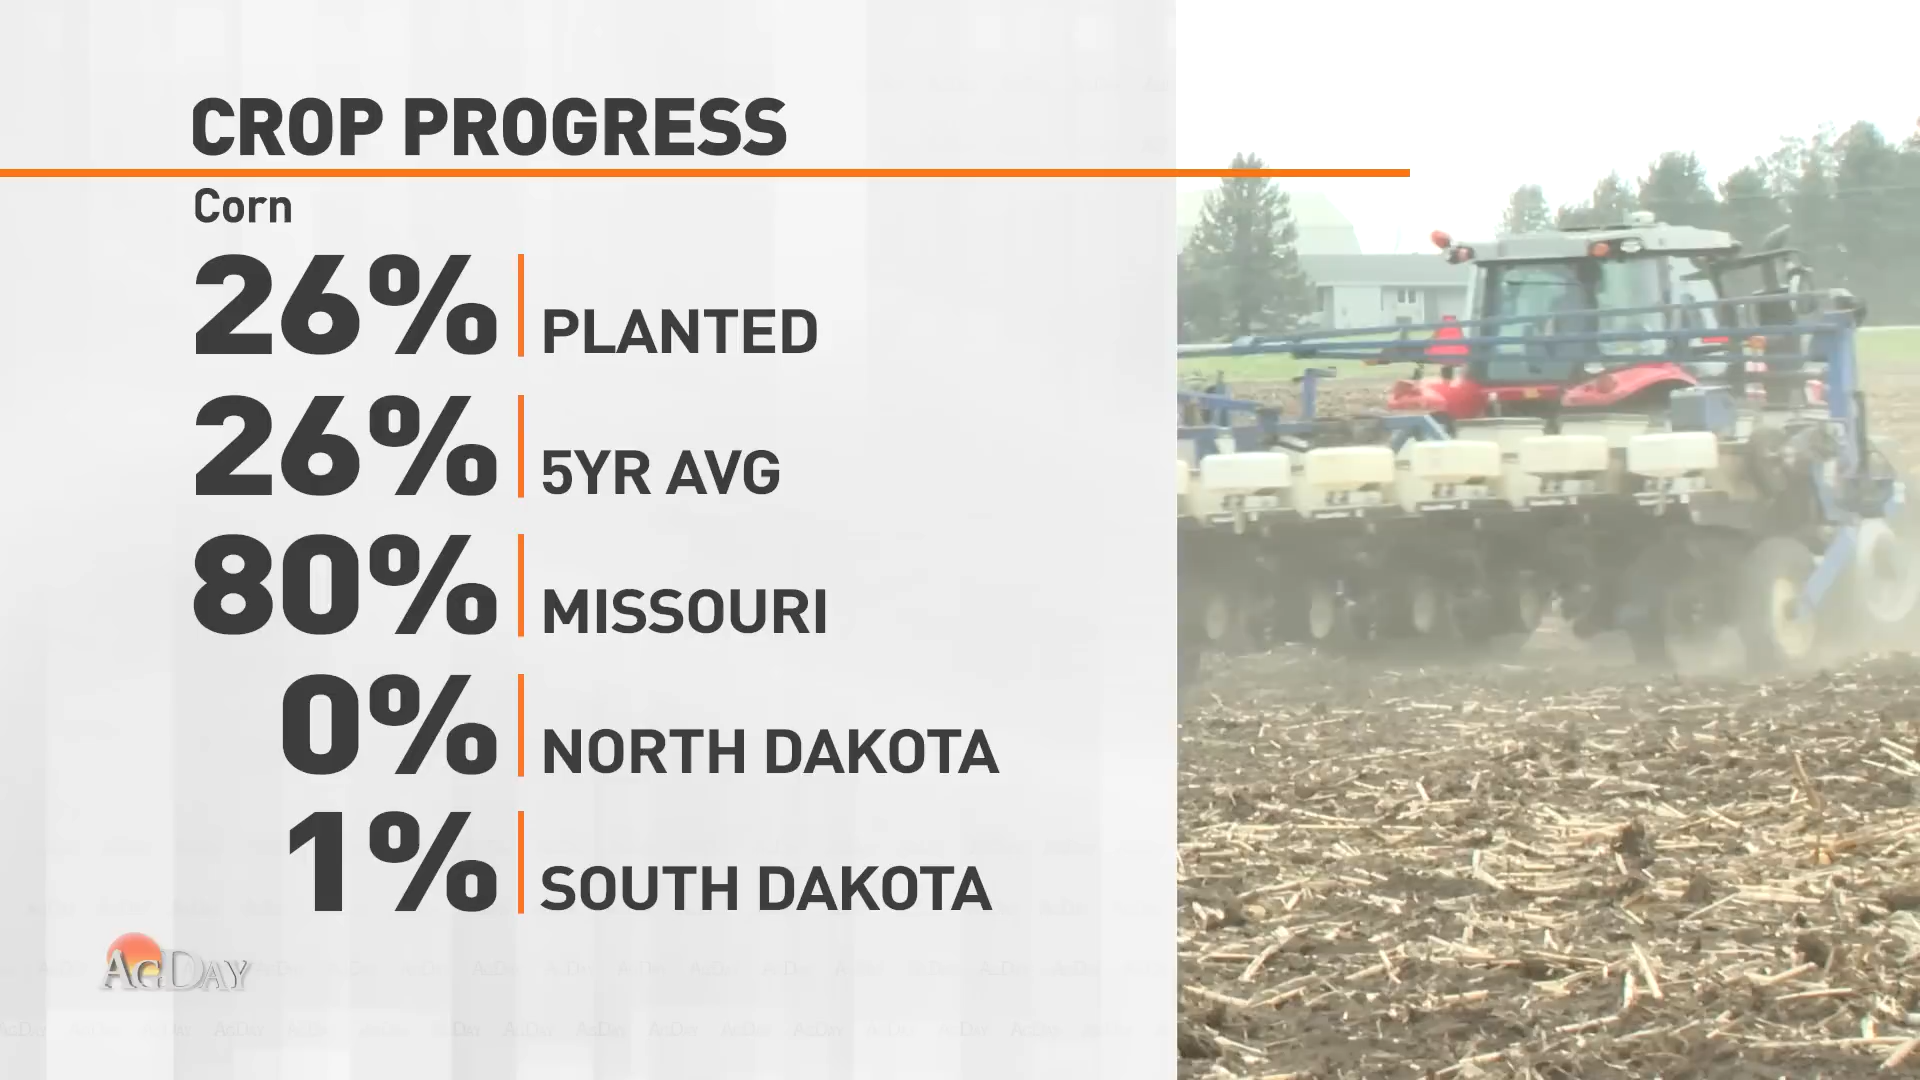 CROP PROGRESS
Corn
26% PLANTED
26% 5YR AVG
80% MISSOURI
0% NORTH DAKOTA
1% SOUTH DAKOTA
AGDAY